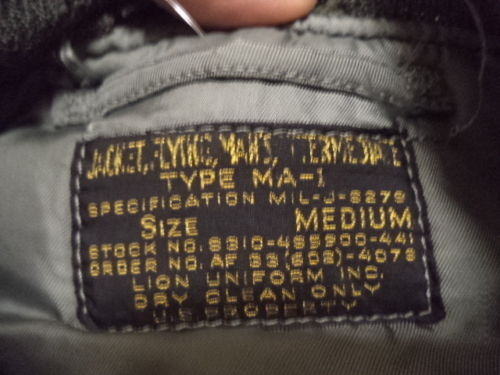 JACKET, FLYING, MAN'S, INTERMEDIATE
TYPE MA-1
SPECIFICATION MIL-J-8279
SIZE MEDIUM
STOCK NO. 8310-489900-441
ORDER NO. AF 33(602)-4078
LION UNIFORM INC.
DRY CLEAN ONLY
U.S. PROPERTY